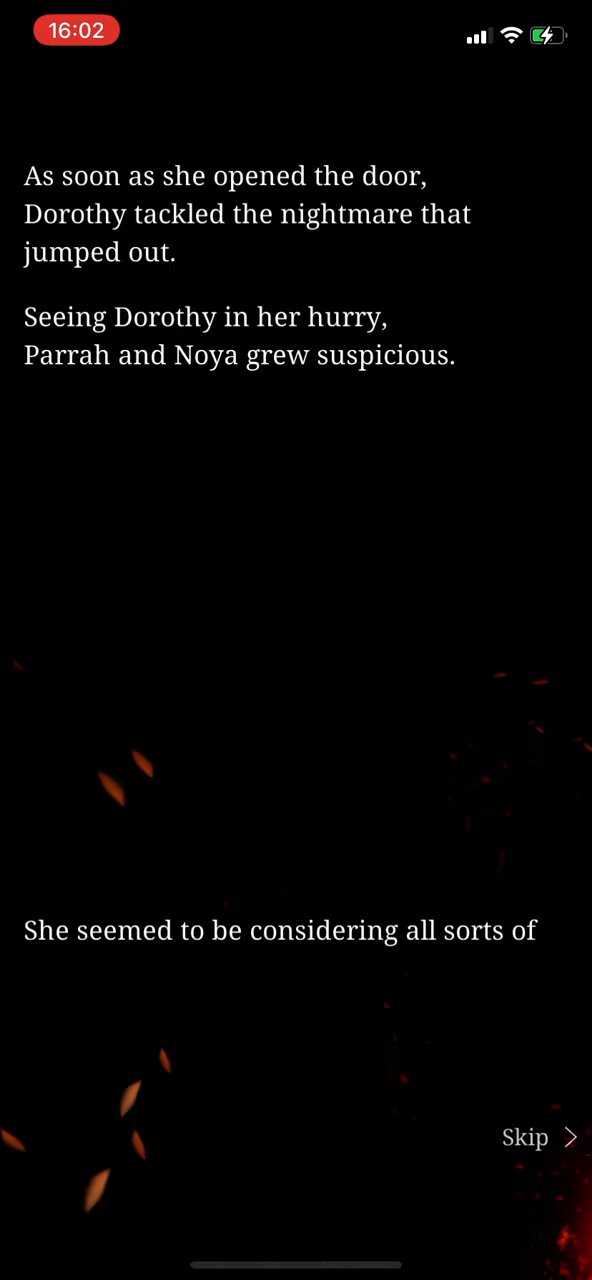 16:02
As soon as she opened the door,
Dorothy tackled the nightmare that
jumped out.
Seeing Dorothy in her hurry,
Parrah and Noya grew suspicious.
She seemed to be considering all sorts of
Skip